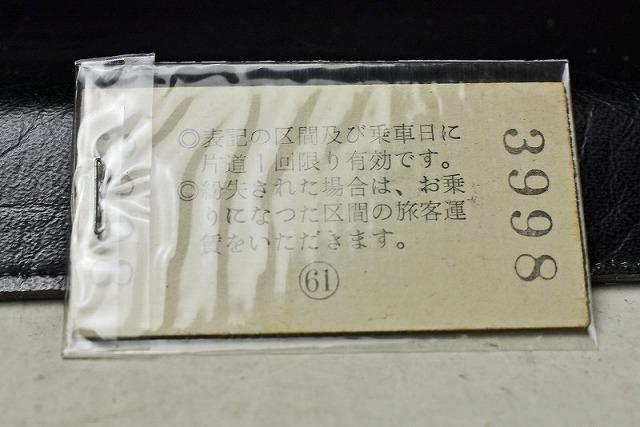 ◎表記の区間及び乗車日に
片道1回限り有効です。
◎紛失された場合は、お乗
りになつた区間の旅客運
賃をいただきます。
61
3998